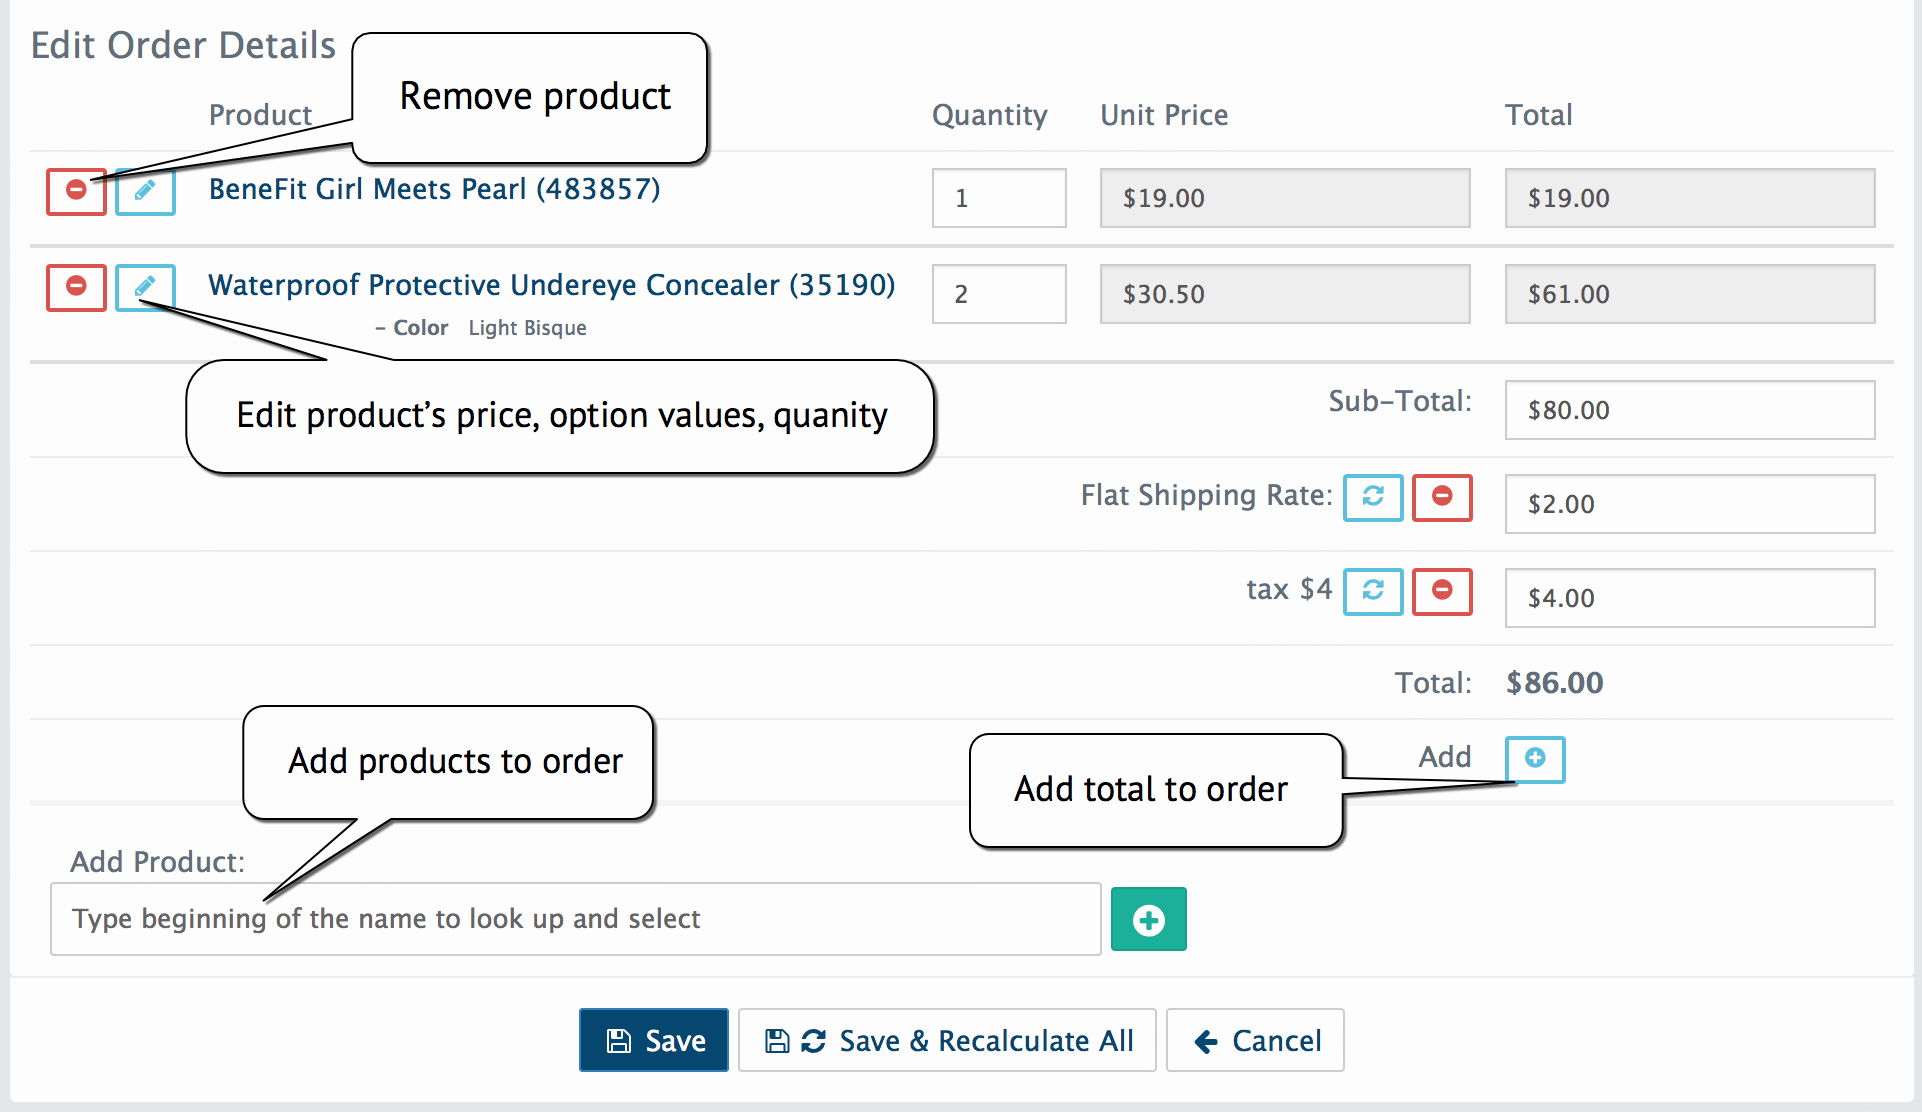 Edit Order Details
Remove product
Product Quantity Unit Price Total
BeneFit Girl Meets Pearl (483857) 1 $19.00 $19.00
Waterproof Protective Undereye Concealer (35190) 2 $30.50 $61.00
– Color Light Bisque
Edit product’s price, option values, quanity
Sub-Total: $80.00
Flat Shipping Rate: $2.00
tax $4 $4.00
Total: $86.00
Add products to order
Add
Add total to order
Add Product:
Type beginning of the name to look up and select
Save Save & Recalculate All Cancel